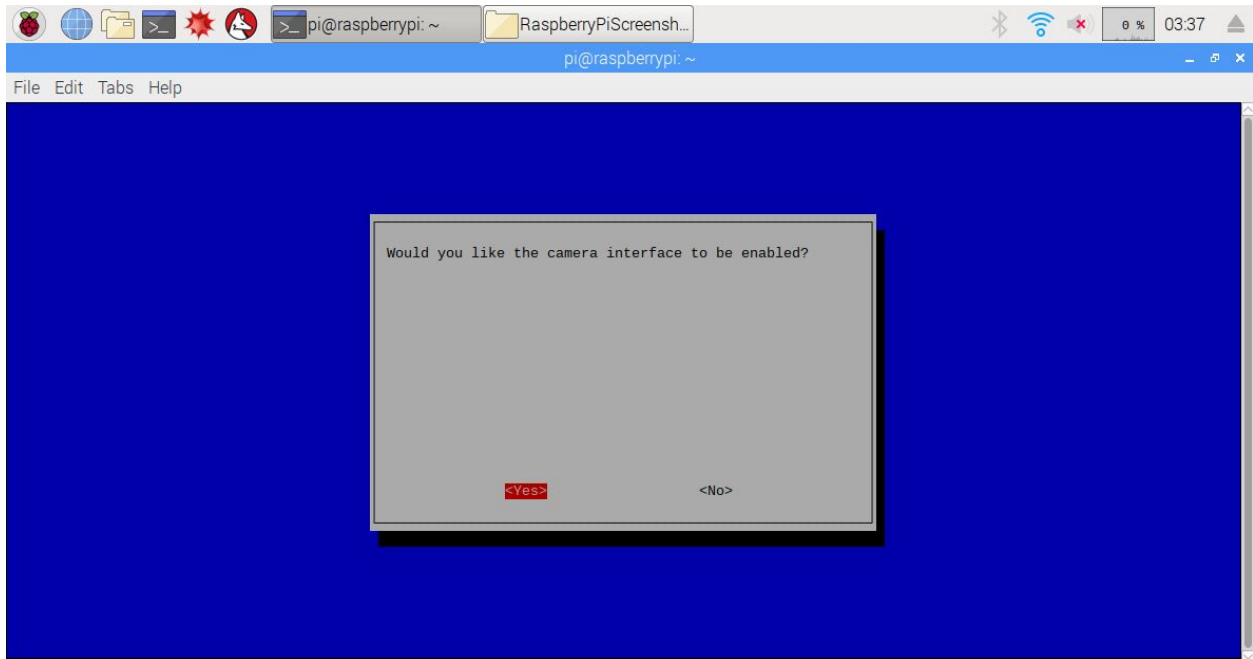 pi@raspberrypi: ~
RaspberryPiScreensh...
0 %
03:37
pi@raspberrypi: ~
File Edit Tabs Help
Would you like the camera interface to be enabled?
<Yes>
<No>